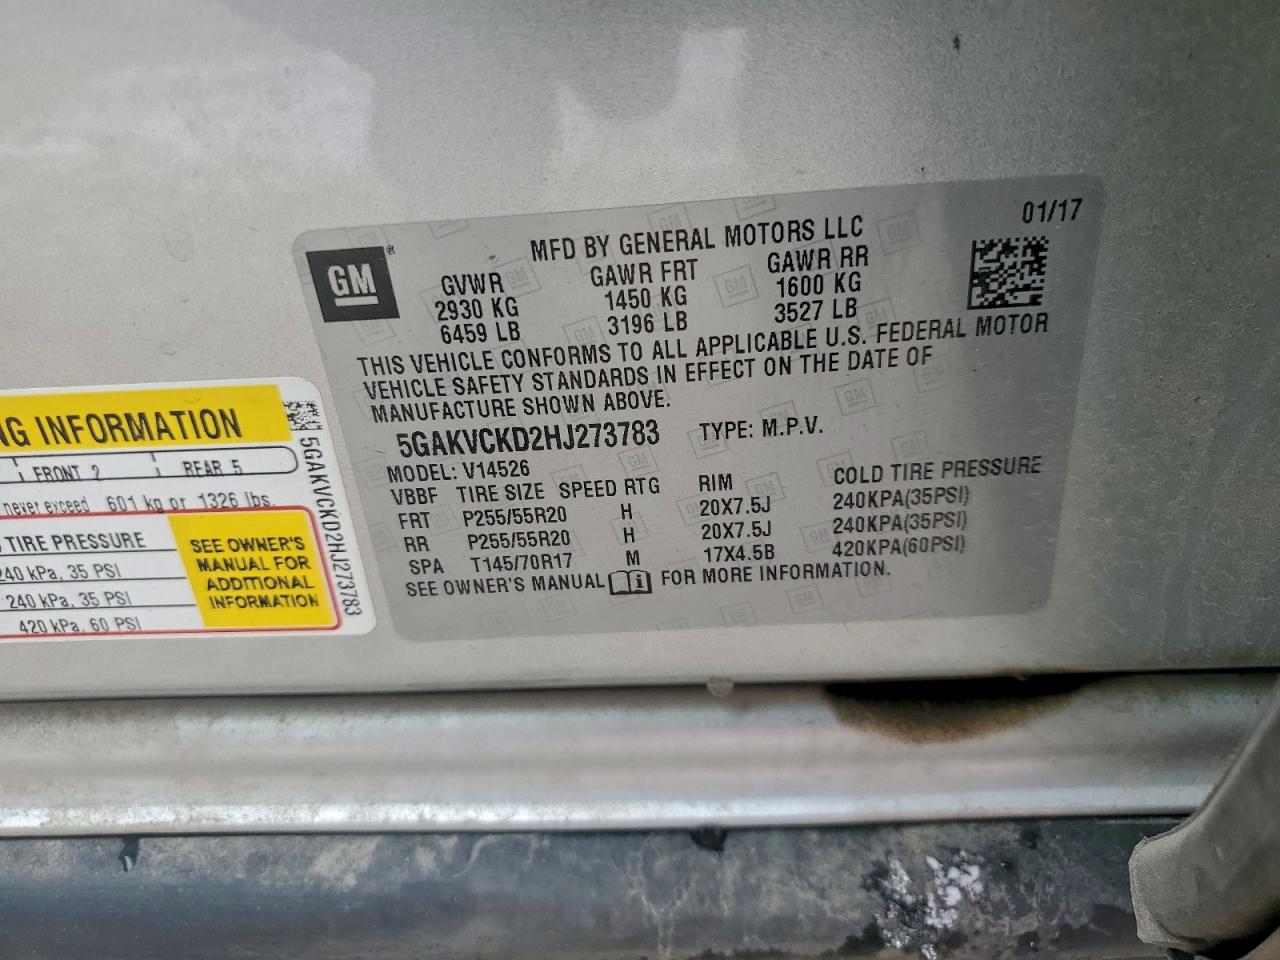 GM
®
MFD BY GENERAL MOTORS LLC
01/17
GVWR GAWR FRT GAWR RR
2930 KG 1450 KG 1600 KG
6459 LB 3196 LB 3527 LB
THIS VEHICLE CONFORMS TO ALL APPLICABLE U.S. FEDERAL MOTOR
VEHICLE SAFETY STANDARDS IN EFFECT ON THE DATE OF
MANUFACTURE SHOWN ABOVE.
5GAKVCKD2HJ273783 TYPE: M.P.V.
MODEL: V14526
VBBF TIRE SIZE SPEED RTG RIM COLD TIRE PRESSURE
FRT P255/55R20 H 20X7.5J 240KPA(35PSI)
RR P255/55R20 H 20X7.5J 240KPA(35PSI)
SPA T145/70R17 M 17X4.5B 420KPA(60PSI)
SEE OWNER'S MANUAL FOR MORE INFORMATION.
NG INFORMATION
FRONT 2 REAR 5
never exceed 601 kg or 1326 lbs.
TIRE PRESSURE
240 kPa, 35 PSI
240 kPa, 35 PSI
420 kPa, 60 PSI
SEE OWNER'S
MANUAL FOR
ADDITIONAL
INFORMATION
5GAKVCKD2HJ273783